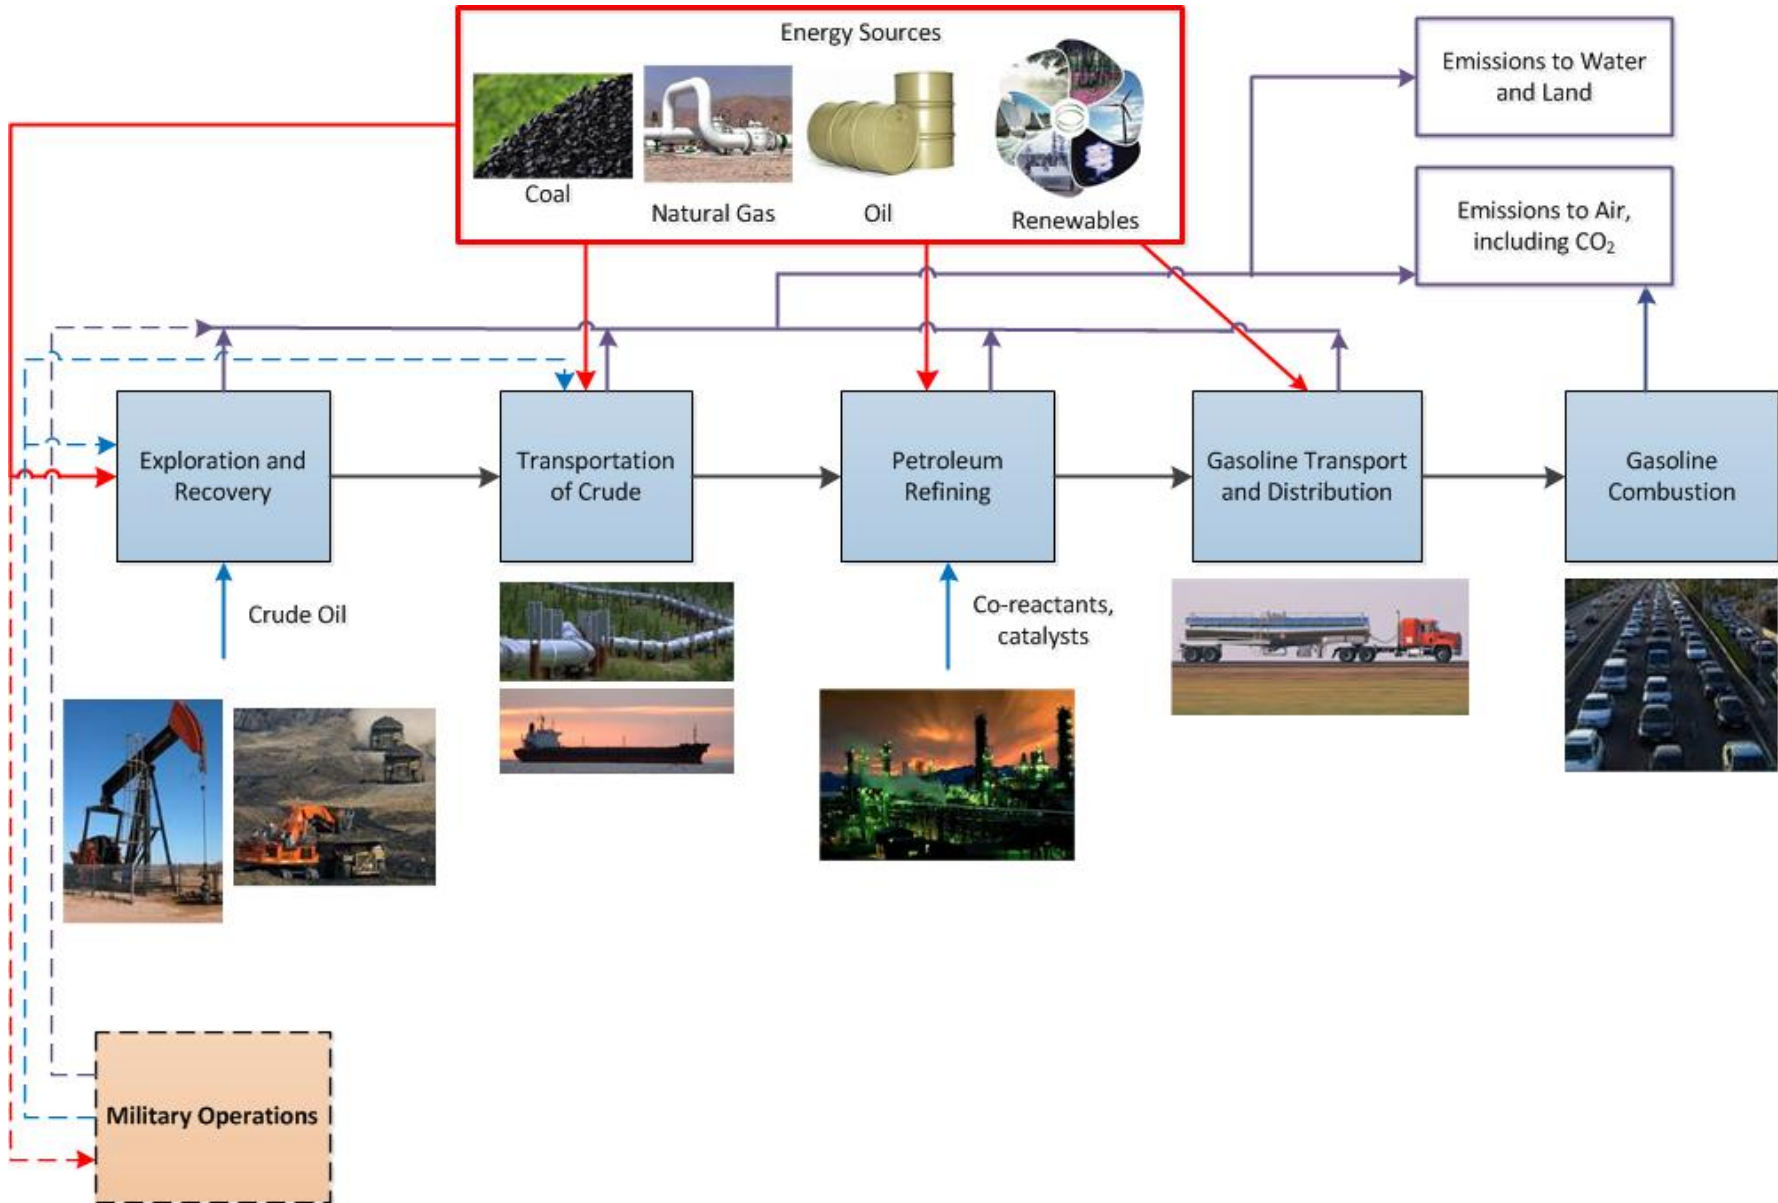 Energy Sources
Coal
Natural Gas
Oil
Renewables
Emissions to Water
and Land
Emissions to Air,
including CO₂
Exploration and
Recovery
Transportation
of Crude
Petroleum
Refining
Gasoline Transport
and Distribution
Gasoline
Combustion
Crude Oil
Co-reactants,
catalysts
Military Operations